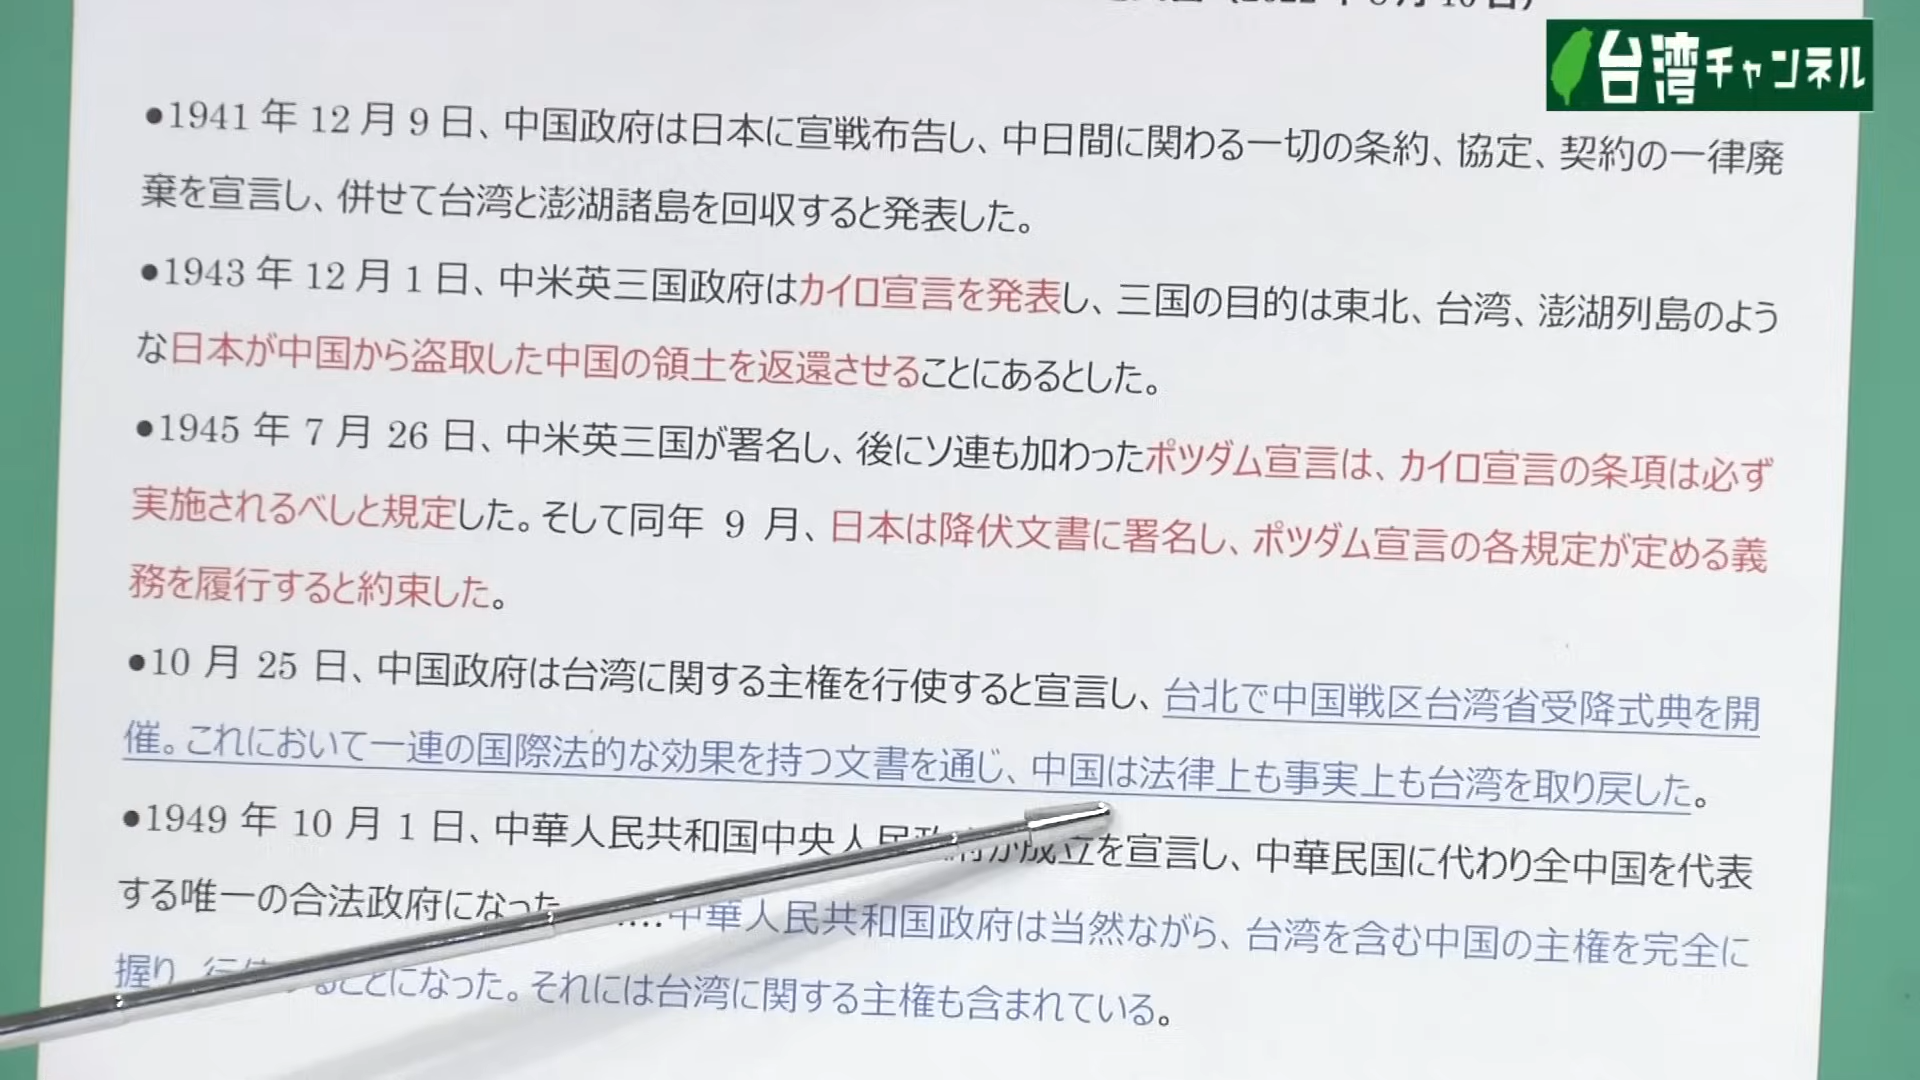 台湾チャンネル
●1941 年 12 月 9 日、中国政府は日本に宣戦布告し、中日間に関わる一切の条約、協定、契約の一律廃
棄を宣言し、併せて台湾と澎湖諸島を回収すると発表した。
●1943 年 12 月 1 日、中米英三国政府はカイロ宣言を発表し、三国の目的は東北、台湾、澎湖列島のよう
な日本が中国から盗取した中国の領土を返還させることにあるとした。
●1945 年 7 月 26 日、中米英三国が署名し、後にソ連も加わったポツダム宣言は、カイロ宣言の条項は必ず
実施されるべしと規定した。そして同年 9 月、日本は降伏文書に署名し、ポツダム宣言の各規定が定める義
務を履行すると約束した。
●10 月 25 日、中国政府は台湾に関する主権を行使すると宣言し、台北で中国戦区台湾省受降式典を開
催。これにおいて一連の国際法的な効果を持つ文書を通じ、中国は法律上も事実上も台湾を取り戻した。
●1949 年 10 月 1 日、中華人民共和国中央人民政府が成立を宣言し、中華民国に代わり全中国を代表
する唯一の合法政府になった ……中華人民共和国政府は当然ながら、台湾を含む中国の主権を完全に
握り ることになった。それには台湾に関する主権も含まれている。